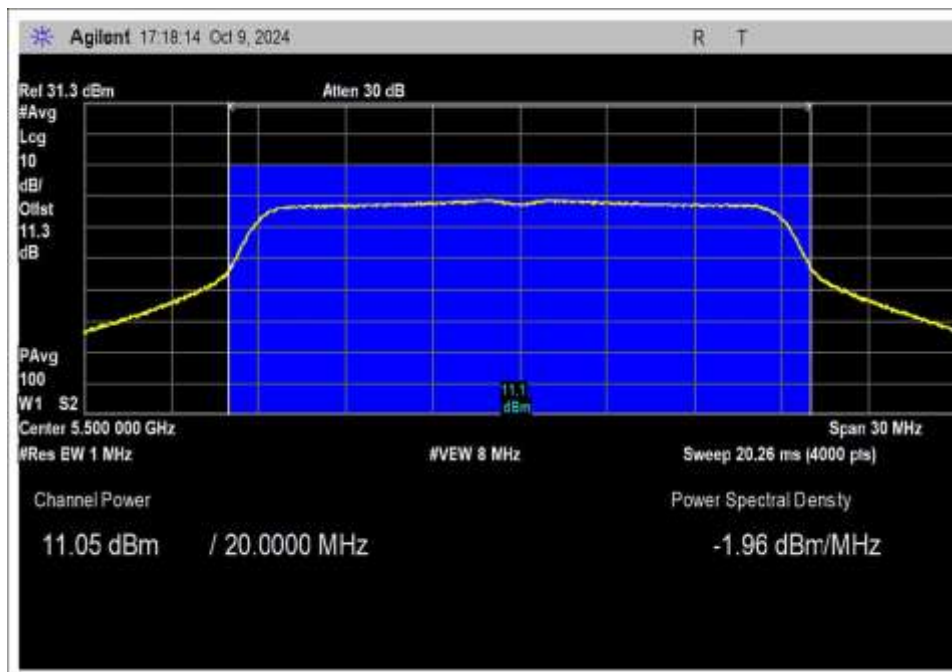 Agilent 17:18:14 Oct 9, 2024 R T
Ref 31.3 dBm Atten 30 dB
#Avg
Log
10
dB/
Offst
11.3
dB
PAvg
100
W1 S2
11.1
dBm
Center 5.500 000 GHz Span 30 MHz
#Res BW 1 MHz #VBW 8 MHz Sweep 20.26 ms (4000 pts)
Channel Power Power Spectral Density
11.05 dBm / 20.0000 MHz -1.96 dBm/MHz